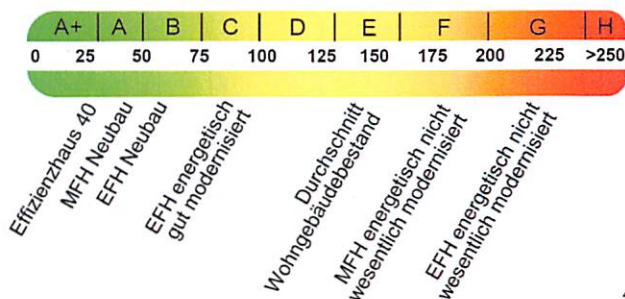 A+ A B C D E F G H
0 25 50 75 100 125 150 175 200 225 >250
Effizienzhaus 40
MFH Neubau
EFH Neubau
EFH energetisch
gut modernisiert
Durchschnitt
Wohngebäudebestand
MFH energetisch nicht
wesentlich modernisiert
EFH energetisch nicht
wesentlich modernisiert